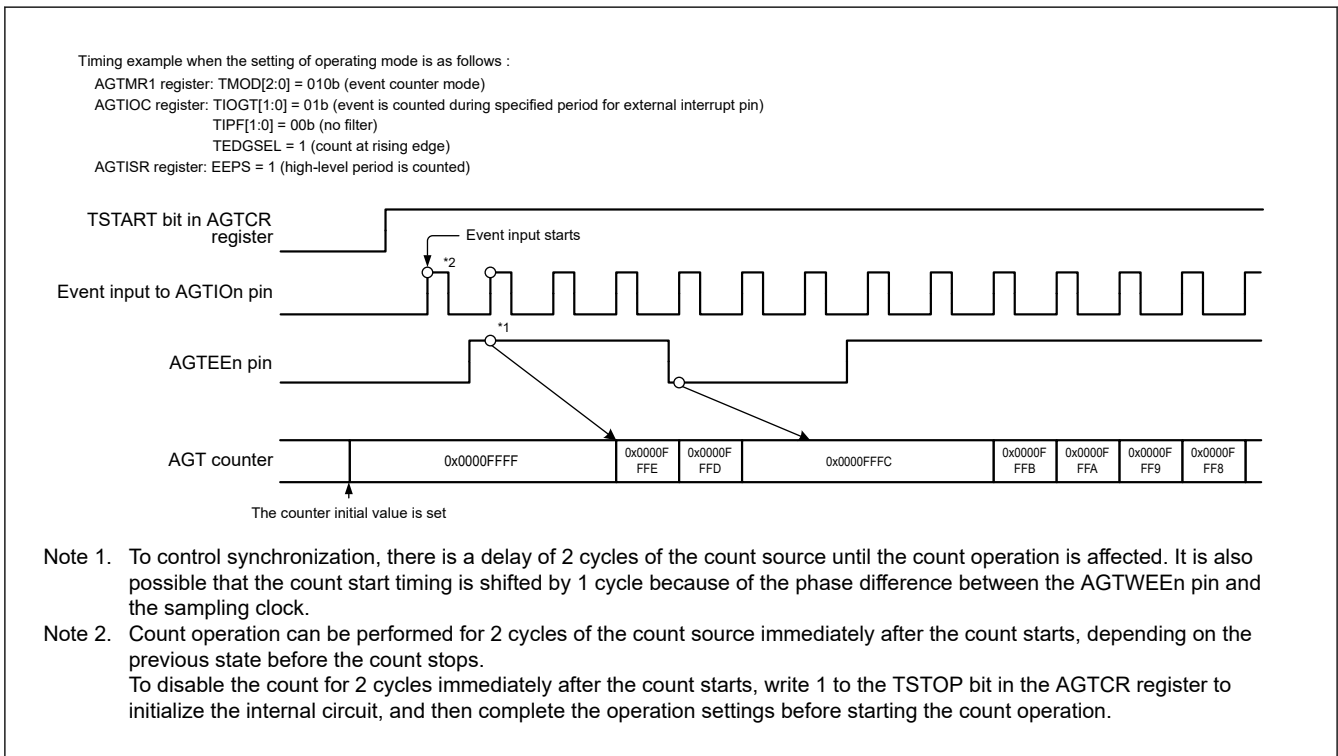 Timing example when the setting of operating mode is as follows :
AGTMR1 register: TMOD[2:0] = 010b (event counter mode)
AGTIOC register: TIOGT[1:0] = 01b (event is counted during specified period for external interrupt pin)
TIPF[1:0] = 00b (no filter)
TEDGSEL = 1 (count at rising edge)
AGTISR register: EEPS = 1 (high-level period is counted)
TSTART bit in AGTCR
register
Event input starts
*2
Event input to AGTIOn pin
*1
AGTEEn pin
AGT counter
0x0000FFFF
0x0000F
FFE
0x0000F
FFD
0x0000FFFC
0x0000F
FFB
0x0000F
FFA
0x0000F
FF9
0x0000F
FF8
The counter initial value is set
Note 1. To control synchronization, there is a delay of 2 cycles of the count source until the count operation is affected. It is also
possible that the count start timing is shifted by 1 cycle because of the phase difference between the AGTWEEn pin and
the sampling clock.
Note 2. Count operation can be performed for 2 cycles of the count source immediately after the count starts, depending on the
previous state before the count stops.
To disable the count for 2 cycles immediately after the count starts, write 1 to the TSTOP bit in the AGTCR register to
initialize the internal circuit, and then complete the operation settings before starting the count operation.